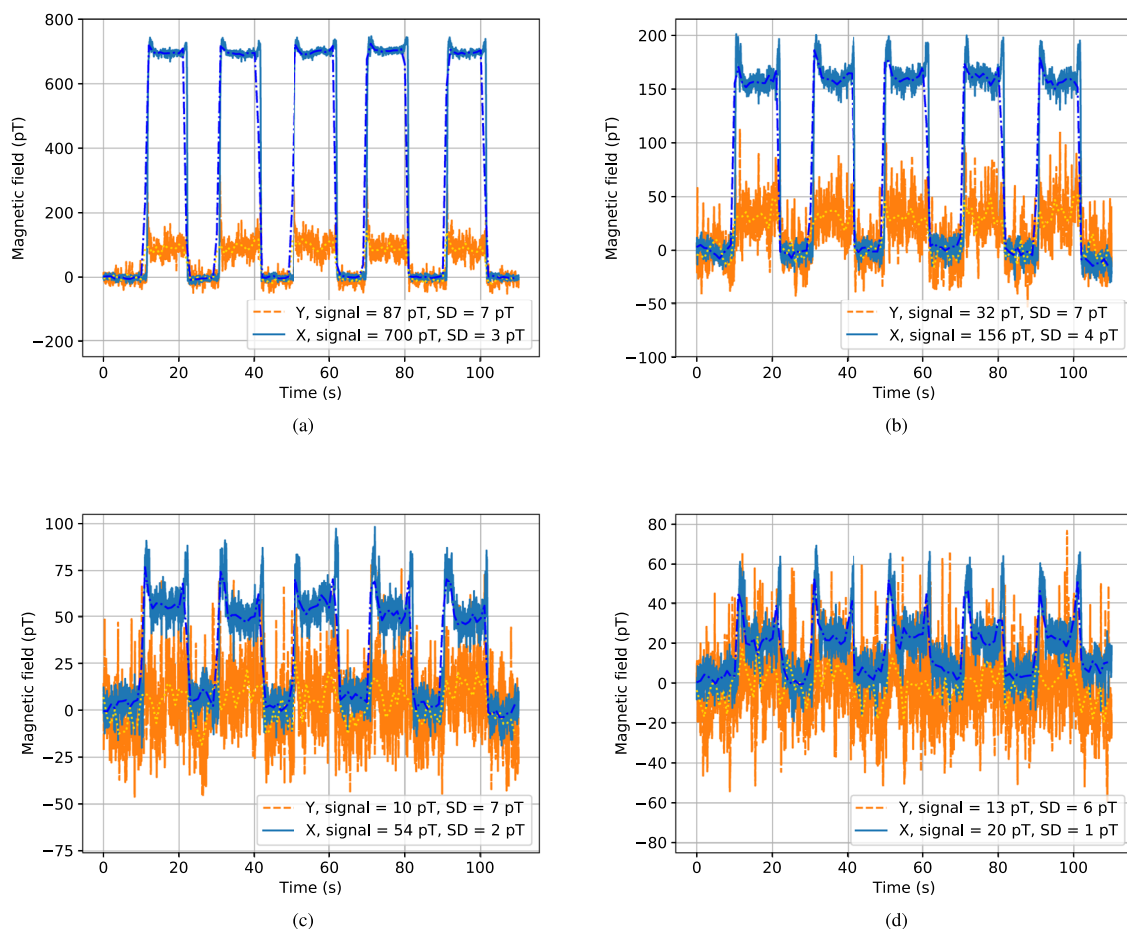 800
600
400
200
0
−200
Magnetic field (pT)
0 20 40 60 80 100
Time (s)
Y, signal = 87 pT, SD = 7 pT
X, signal = 700 pT, SD = 3 pT
(a)
200
150
100
50
0
−50
−100
Magnetic field (pT)
0 20 40 60 80 100
Time (s)
Y, signal = 32 pT, SD = 7 pT
X, signal = 156 pT, SD = 4 pT
(b)
100
75
50
25
0
−25
−50
−75
Magnetic field (pT)
0 20 40 60 80 100
Time (s)
Y, signal = 10 pT, SD = 7 pT
X, signal = 54 pT, SD = 2 pT
(c)
80
60
40
20
0
−20
−40
−60
−80
Magnetic field (pT)
0 20 40 60 80 100
Time (s)
Y, signal = 13 pT, SD = 6 pT
X, signal = 20 pT, SD = 1 pT
(d)